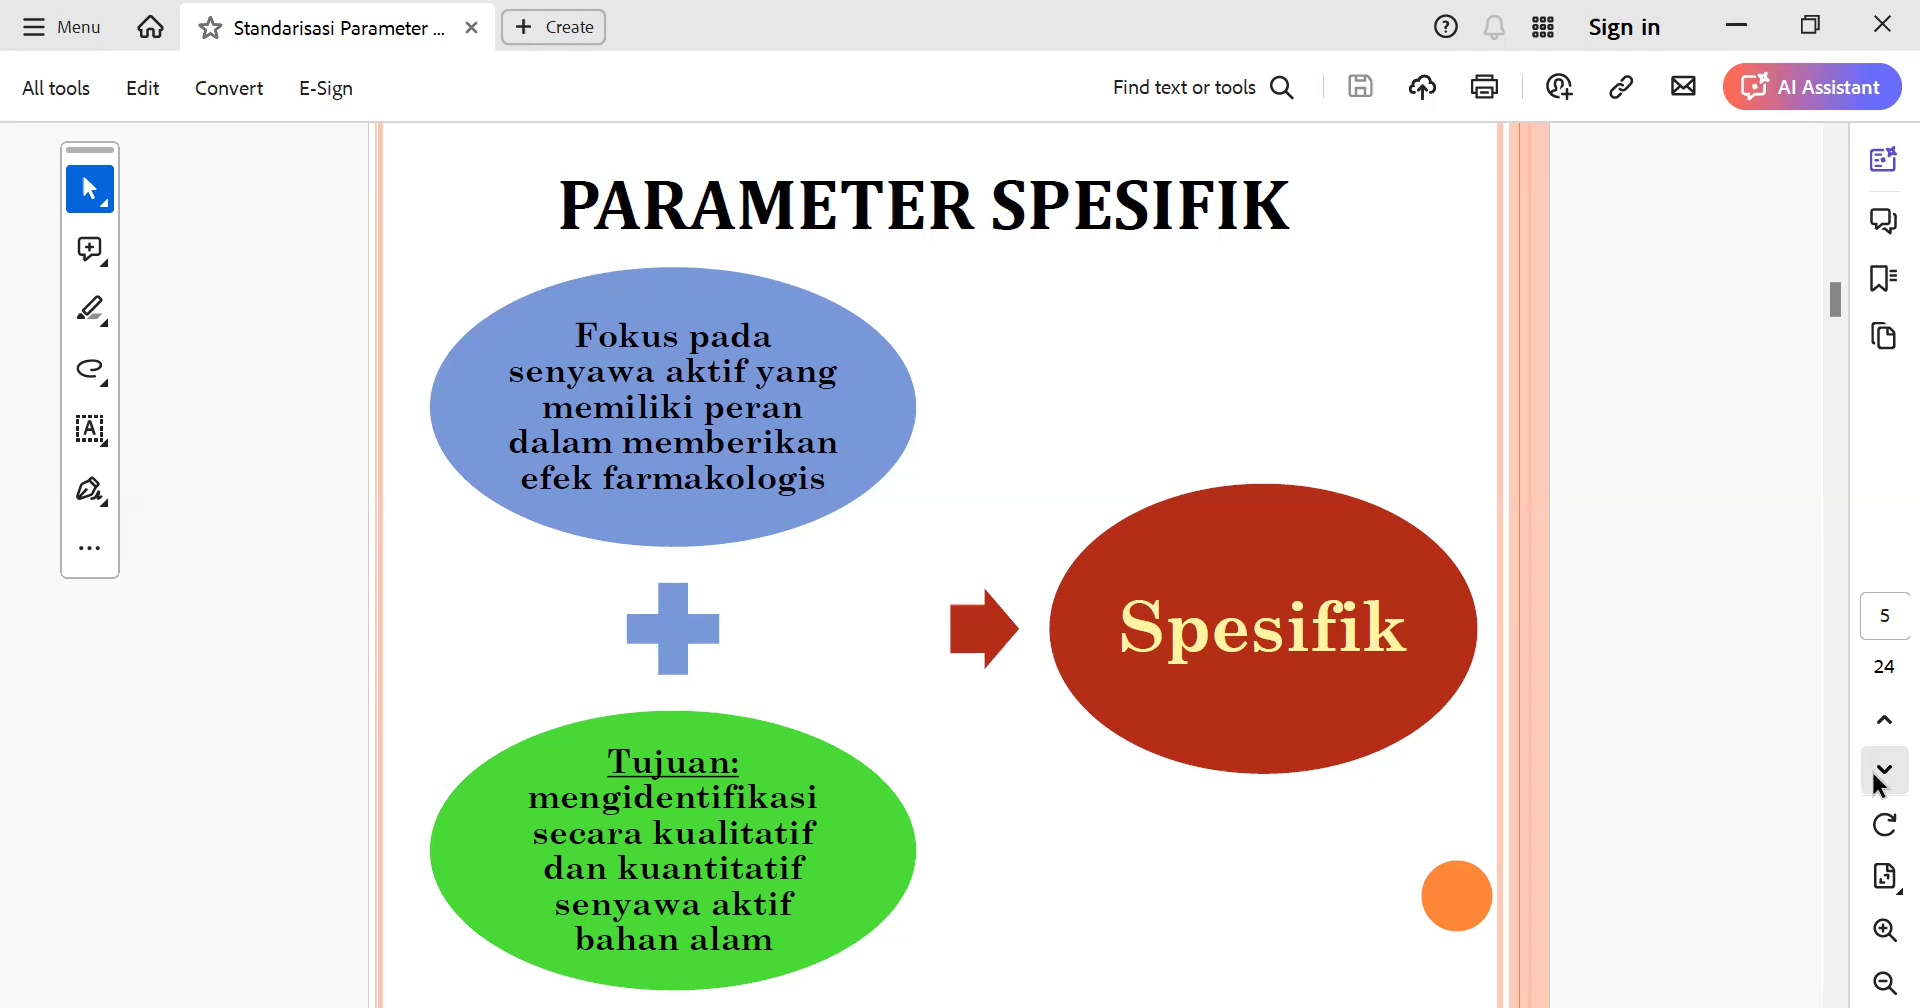 Menu
Standarisasi Parameter ...
Create
Sign in
All tools
Edit
Convert
E-Sign
Find text or tools
AI Assistant
PARAMETER SPESIFIK
Fokus pada
senyawa aktif yang
memiliki peran
dalam memberikan
efek farmakologis
Spesifik
Tujuan:
mengidentifikasi
secara kualitatif
dan kuantitatif
senyawa aktif
bahan alam
5
24